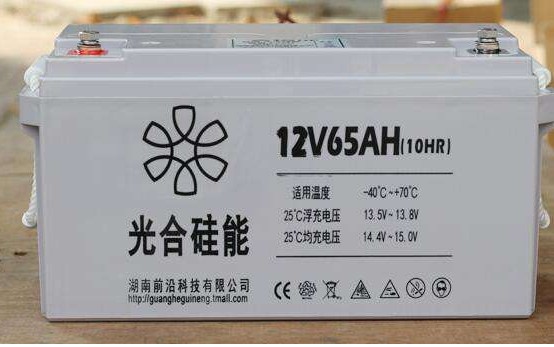 12V65AH(10HR)
适用温度 -40℃~+70℃
25℃浮充电压 13.5V~13.8V
25℃均充电压 14.4V~15.0V
光合硅能
湖南前沿科技有限公司
http://guangheguineng.tmall.com
CE